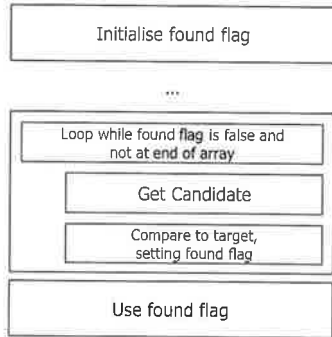 Initialise found flag
...
Loop while found flag is false and
not at end of array
Get Candidate
Compare to target,
setting found flag
Use found flag